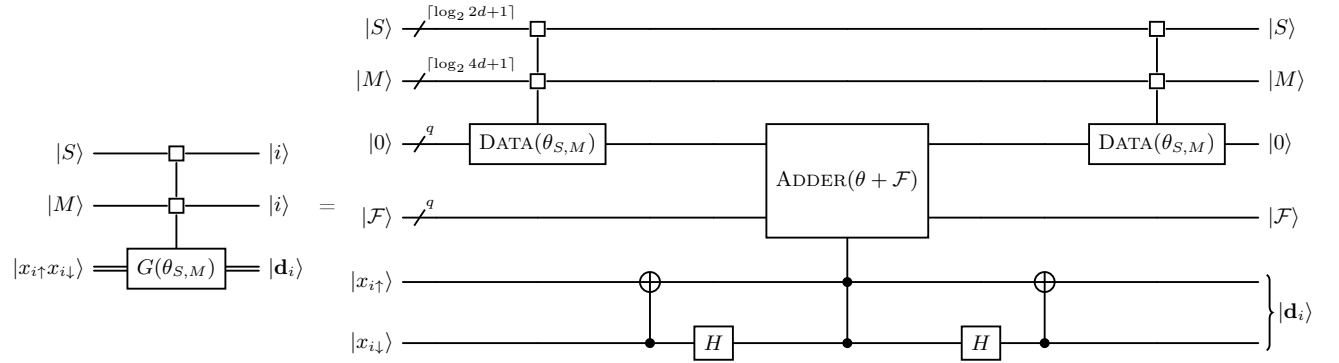 |S⟩ ⌈log₂ 2d+1⌉ |S⟩
|M⟩ ⌈log₂ 4d+1⌉ |M⟩
|0⟩ q DATA(θ_{S,M}) ADDER(θ + 𝓕) DATA(θ_{S,M}) |0⟩
|𝓕⟩ q |𝓕⟩
|x_{i↑}⟩
|x_{i↓}⟩ H H
|𝐝_i⟩
|S⟩ |i⟩
|M⟩ |i⟩
=
|x_{i↑}x_{i↓}⟩ G(θ_{S,M}) |𝐝_i⟩